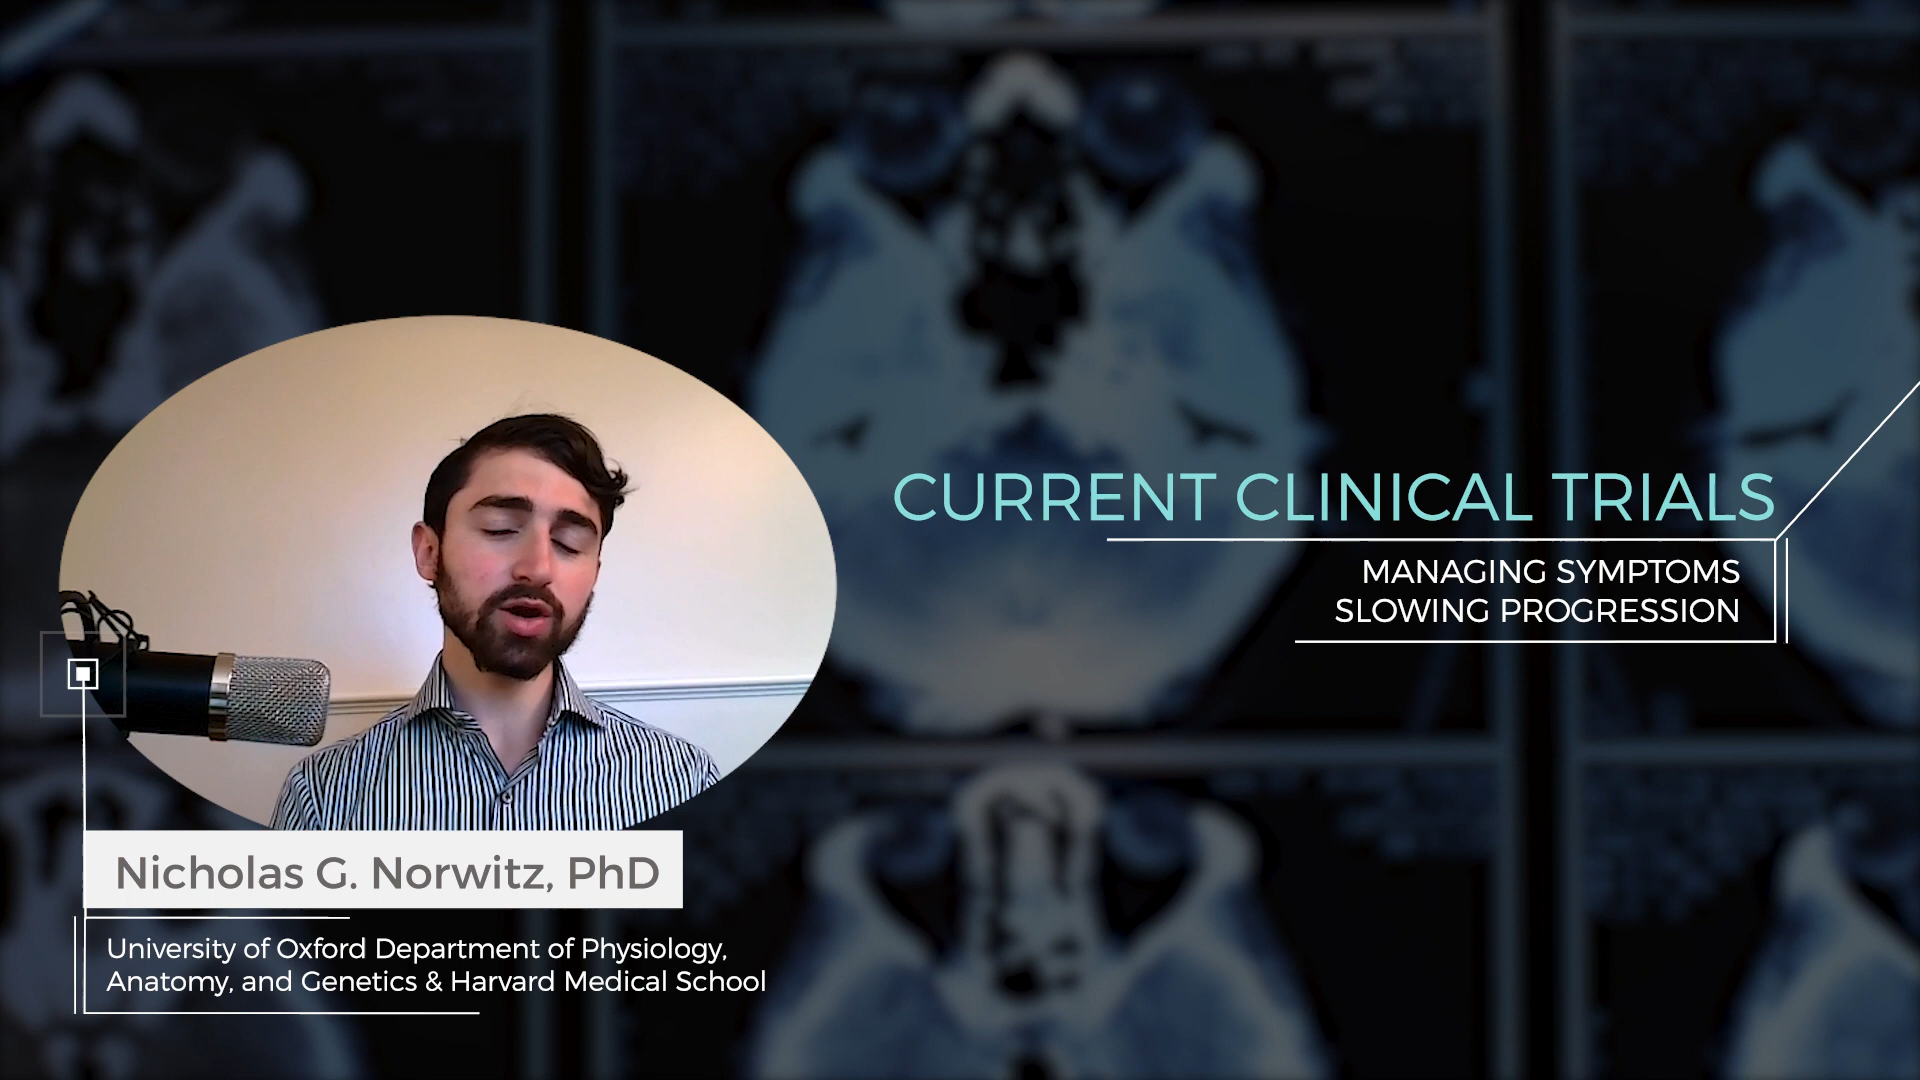 CURRENT CLINICAL TRIALS
MANAGING SYMPTOMS
SLOWING PROGRESSION
Nicholas G. Norwitz, PhD
University of Oxford Department of Physiology,
Anatomy, and Genetics & Harvard Medical School